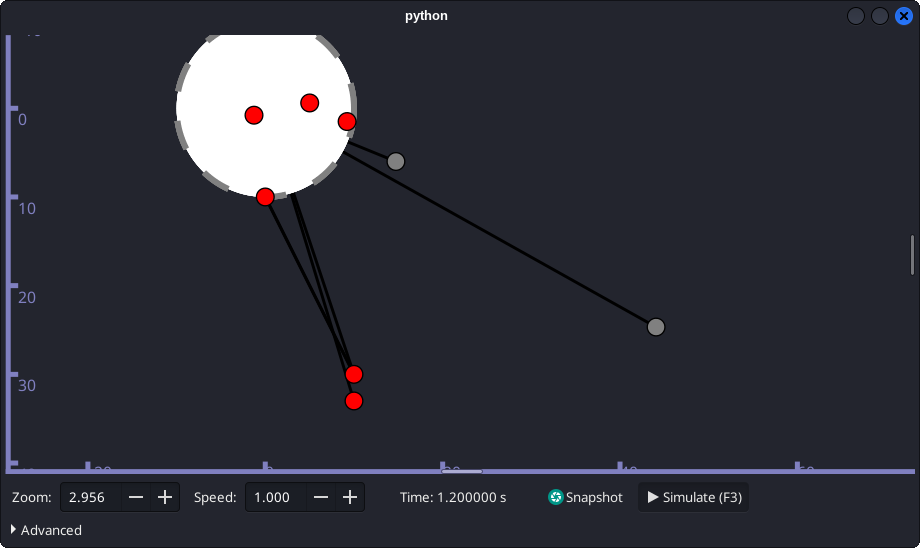 python
0
10
20
30
Zoom: 2.956 Speed: 1.000 Time: 1.200000 s Snapshot Simulate (F3)
Advanced